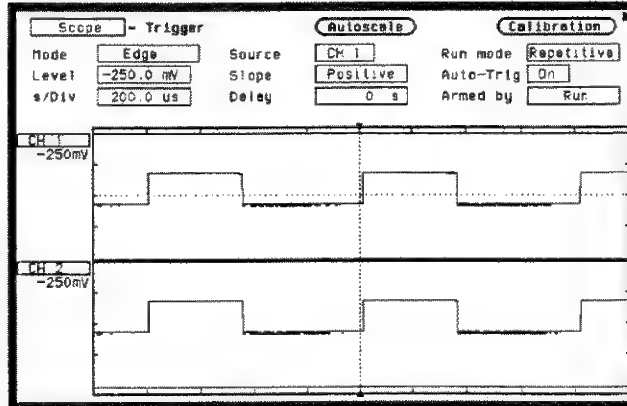 Scope - Trigger Autoscale Calibration
Mode Edge Source CH 1 Run mode Repetitive
Level -250.0 mV Slope Positive Auto-Trig On
s/Div 200.0 us Delay 0 s Armed by Run
CH 1
-250mV
CH 2
-250mV